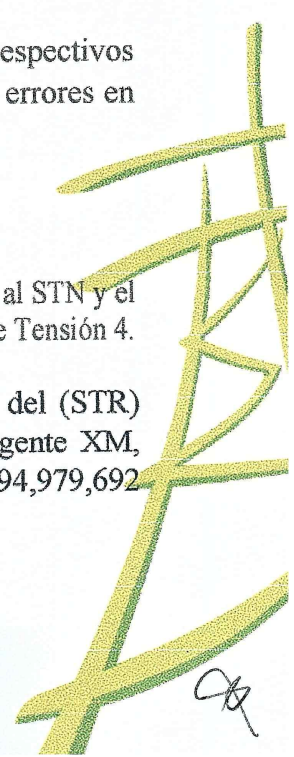 espectivos
errores en
al STN y el
e Tensión 4.
del (STR)
gente XM,
94,979,692